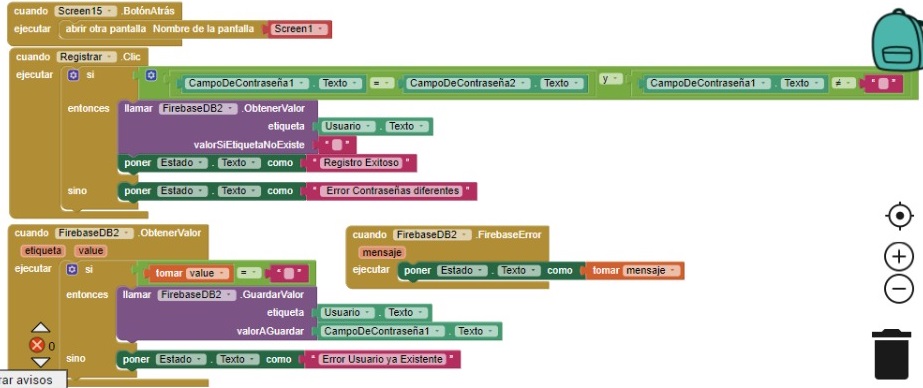 cuando Screen15 .BotónAtrás
ejecutar abrir otra pantalla Nombre de la pantalla " Screen1 "
cuando Registrar .Clic
ejecutar si CampoDeContraseña1 . Texto = CampoDeContraseña2 . Texto y CampoDeContraseña1 . Texto ≠ " "
entonces llamar FirebaseDB2 .ObtenerValor
etiqueta Usuario . Texto
valorSiEtiquetaNoExiste " "
poner Estado . Texto como " Registro Exitoso "
sino poner Estado . Texto como " Error Contraseñas diferentes "
cuando FirebaseDB2 .ObtenerValor
etiqueta value
ejecutar si tomar value = " "
entonces llamar FirebaseDB2 .GuardarValor
etiqueta Usuario . Texto
valorAGuardar CampoDeContraseña1 . Texto
sino poner Estado . Texto como " Error Usuario ya Existente "
cuando FirebaseDB2 .FirebaseError
mensaje
ejecutar poner Estado . Texto como tomar mensaje
0
rar avisos